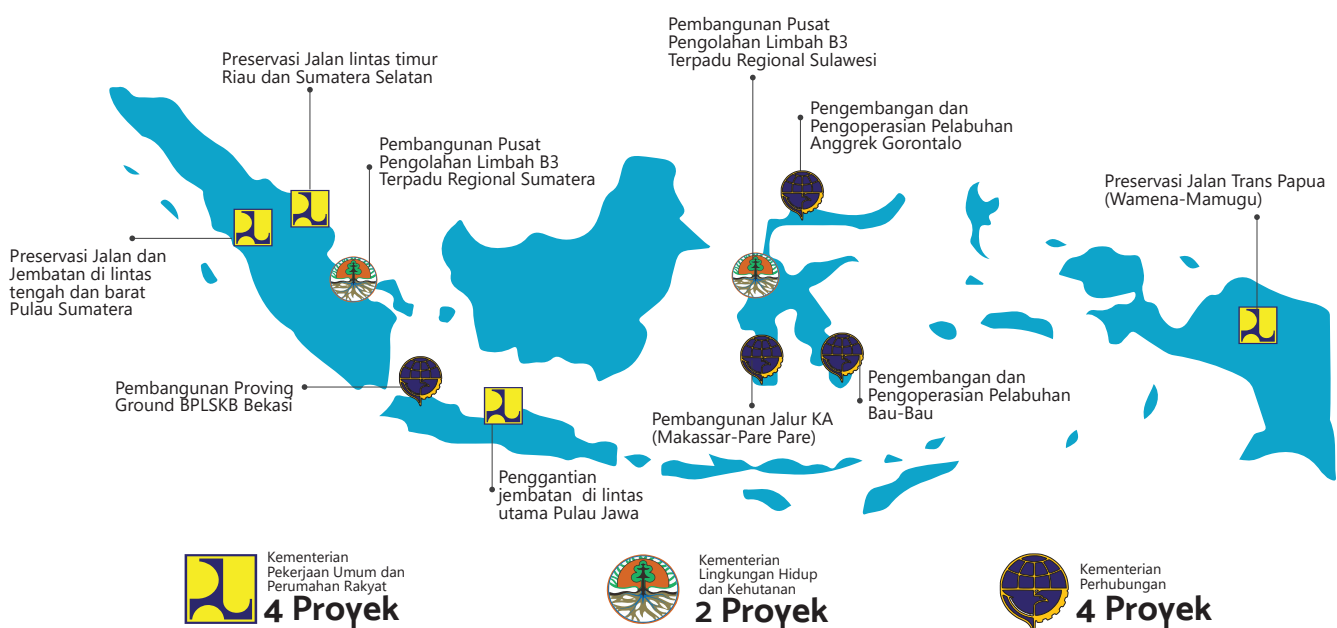 Pembangunan Pusat
Pengolahan Limbah B3
Terpadu Regional Sulawesi
Preservasi Jalan lintas timur
Riau dan Sumatera Selatan
Pengembangan dan
Pengoperasian Pelabuhan
Anggrek Gorontalo
Pembangunan Pusat
Pengolahan Limbah B3
Terpadu Regional Sumatera
Preservasi Jalan Trans Papua
(Wamena-Mamugu)
Preservasi Jalan dan
Jembatan di lintas
tengah dan barat
Pulau Sumatera
Pembangunan Proving
Ground BPLSKB Bekasi
Pengembangan dan
Pengoperasian Pelabuhan
Bau-Bau
Pembangunan Jalur KA
(Makassar-Pare Pare)
Penggantian
jembatan di lintas
utama Pulau Jawa
Kementerian
Pekerjaan Umum dan
Perumahan Rakyat
4 Proyek
Kementerian
Lingkungan Hidup
dan Kehutanan
2 Proyek
Kementerian
Perhubungan
4 Proyek